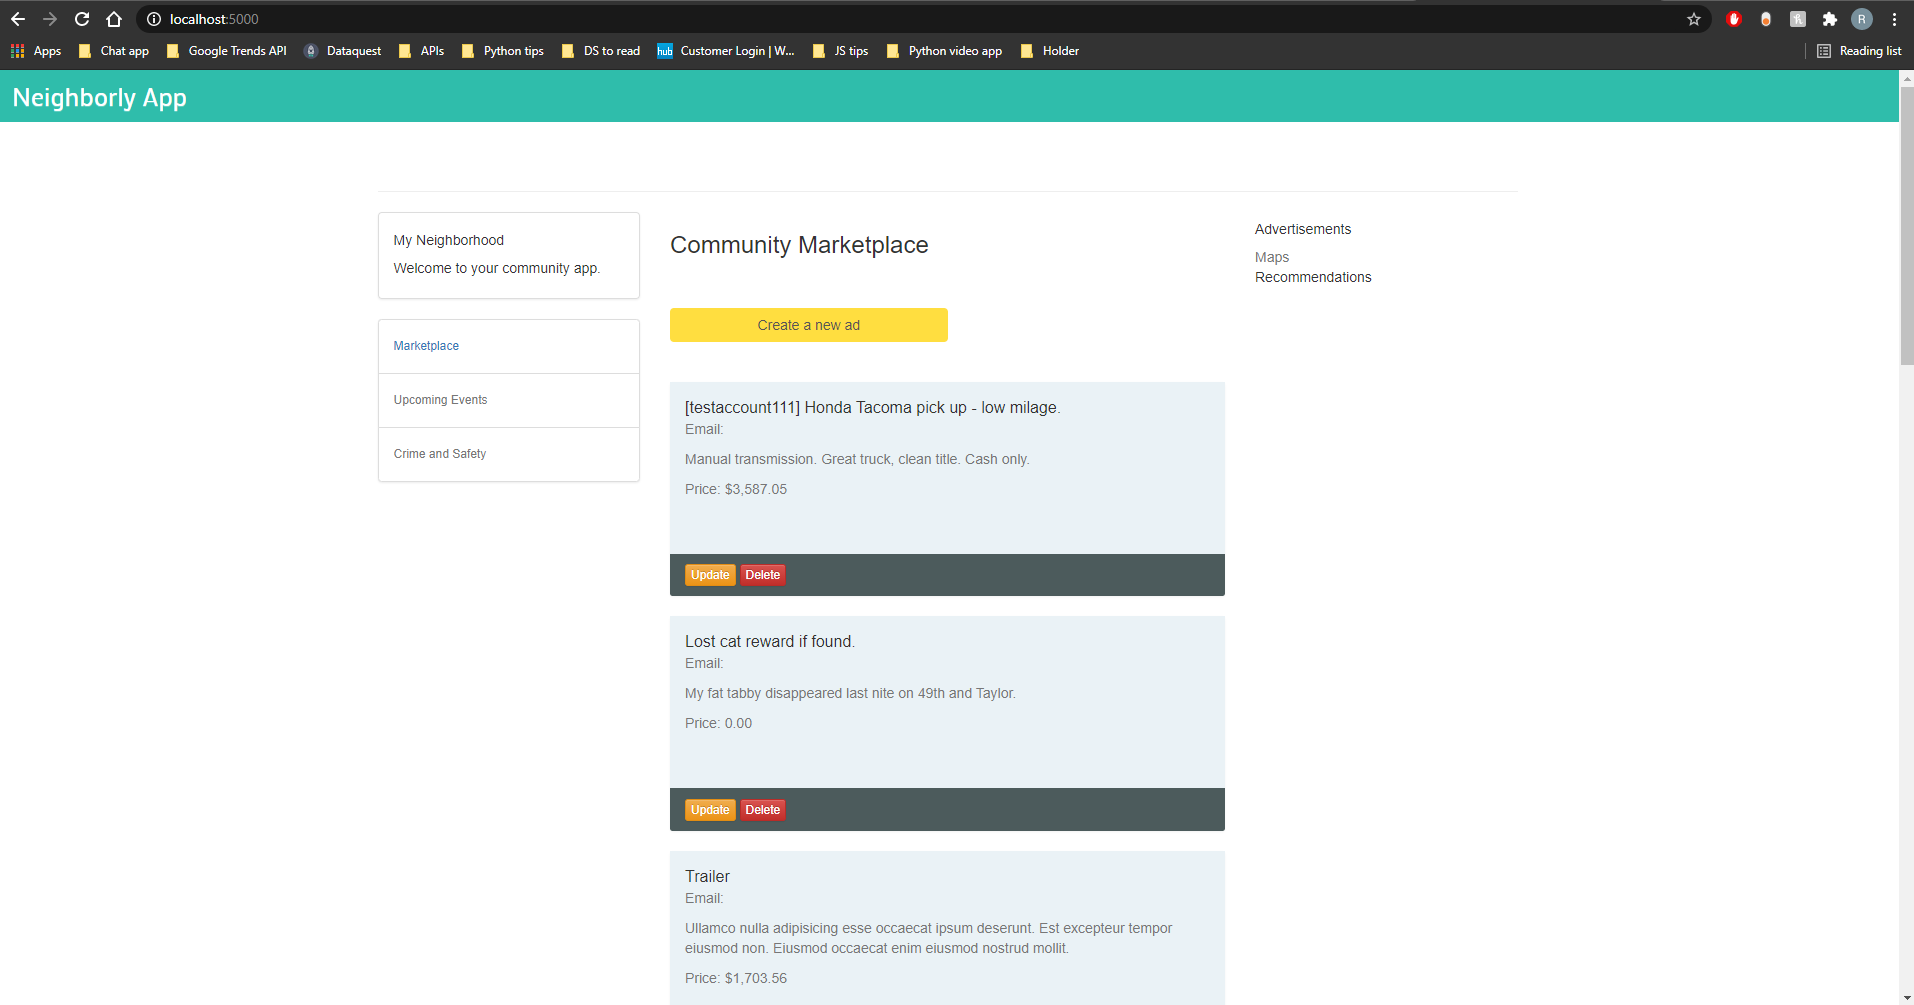 localhost:5000
R
Apps
Chat app
Google Trends API
Dataquest
APIs
Python tips
DS to read
hub
Customer Login | W...
JS tips
Python video app
Holder
Reading list
Neighborly App
My Neighborhood
Welcome to your community app.
Marketplace
Upcoming Events
Crime and Safety
Community Marketplace
Create a new ad
[testaccount111] Honda Tacoma pick up - low milage.
Email:
Manual transmission. Great truck, clean title. Cash only.
Price: $3,587.05
Update Delete
Lost cat reward if found.
Email:
My fat tabby disappeared last nite on 49th and Taylor.
Price: 0.00
Update Delete
Trailer
Email:
Ullamco nulla adipisicing esse occaecat ipsum deserunt. Est excepteur tempor
eiusmod non. Eiusmod occaecat enim eiusmod nostrud mollit.
Price: $1,703.56
Advertisements
Maps
Recommendations